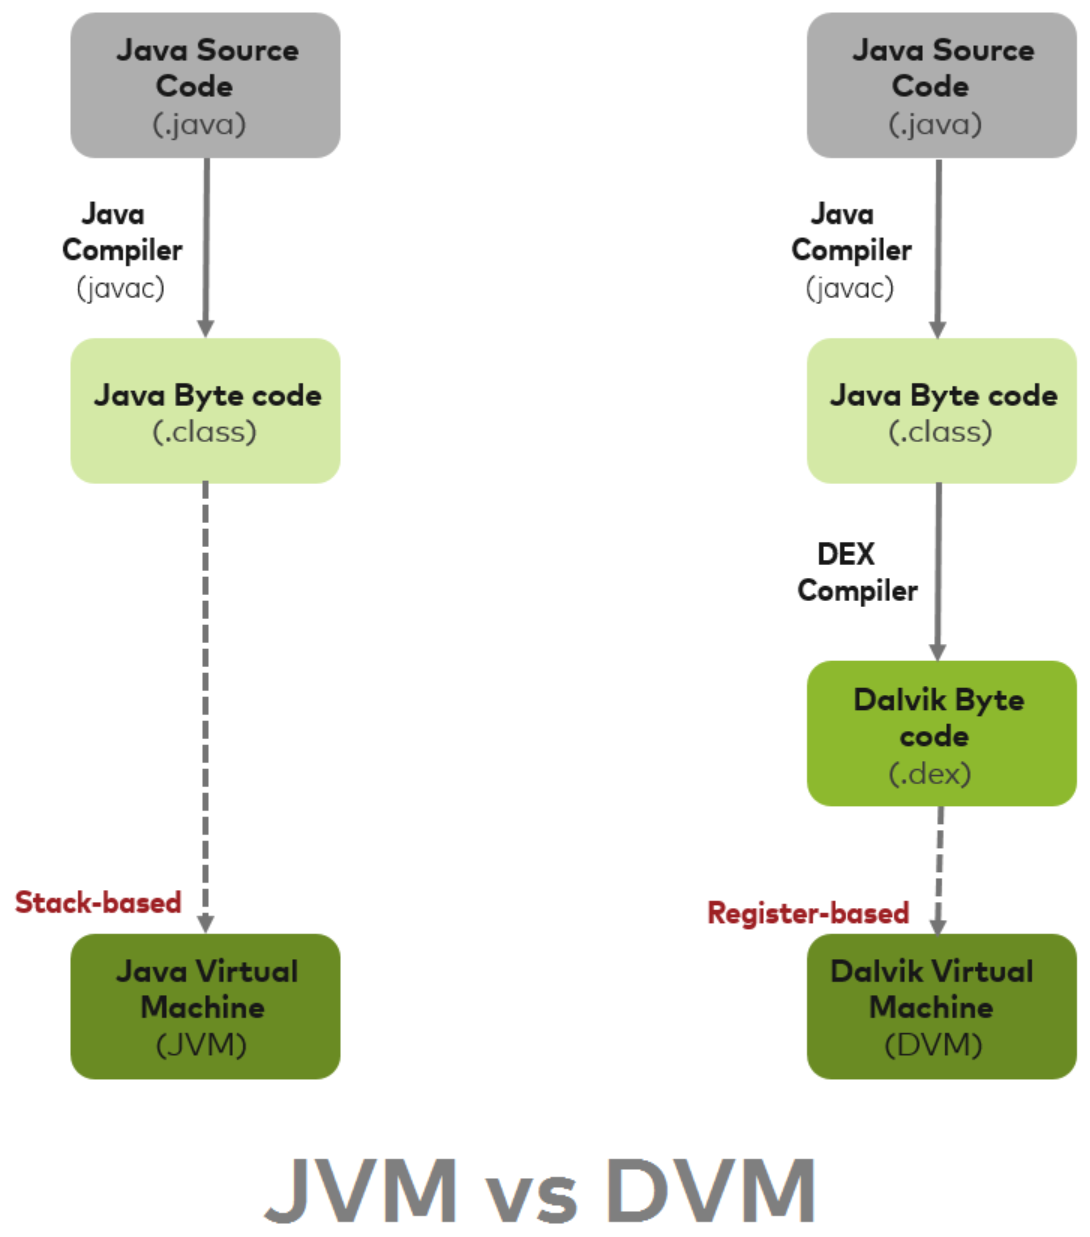 Java Source
Code
(.java)
Java
Compiler
(javac)
Java Byte code
(.class)
Stack-based
Java Virtual
Machine
(JVM)
Java Source
Code
(.java)
Java
Compiler
(javac)
Java Byte code
(.class)
DEX
Compiler
Dalvik Byte
code
(.dex)
Register-based
Dalvik Virtual
Machine
(DVM)
JVM vs DVM